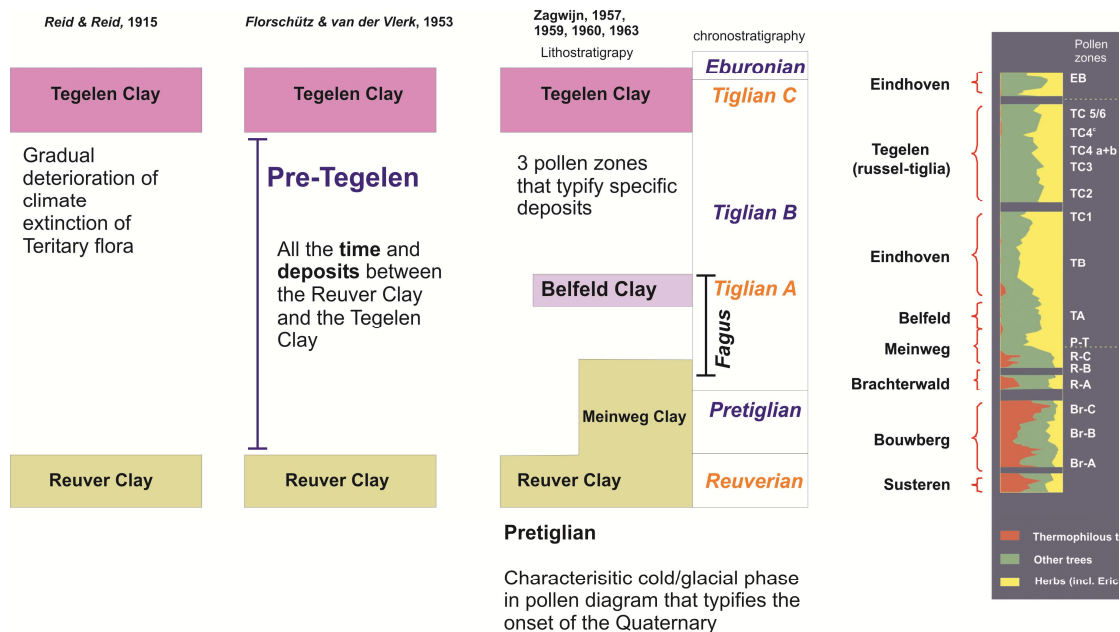 Reid & Reid, 1915
Tegelen Clay
Gradual
deterioration of
climate
extinction of
Teritary flora
Reuver Clay
Florschütz & van der Vlerk, 1953
Tegelen Clay
Pre-Tegelen
All the time and
deposits between
the Reuver Clay
and the Tegelen
Clay
Reuver Clay
Zagwijn, 1957,
1959, 1960, 1963
Lithostratigrapy
Tegelen Clay
3 pollen zones
that typify specific
deposits
Belfeld Clay
Meinweg Clay
Reuver Clay
Fagus
chronostratigraphy
Eburonian
Tiglian C
Tiglian B
Tiglian A
Pretiglian
Reuverian
Pretiglian
Characterisitic cold/glacial phase
in pollen diagram that typifies the
onset of the Quaternary
Eindhoven
Tegelen
(russel-tiglia)
Eindhoven
Belfeld
Meinweg
Brachterwald
Bouwberg
Susteren
Pollen
zones
EB
TC 5/6
TC4c
TC4 a+b
TC3
TC2
TC1
TB
TA
P-T
R-C
R-B
R-A
Br-C
Br-B
Br-A
Thermophilous
Other trees
Herbs (incl.